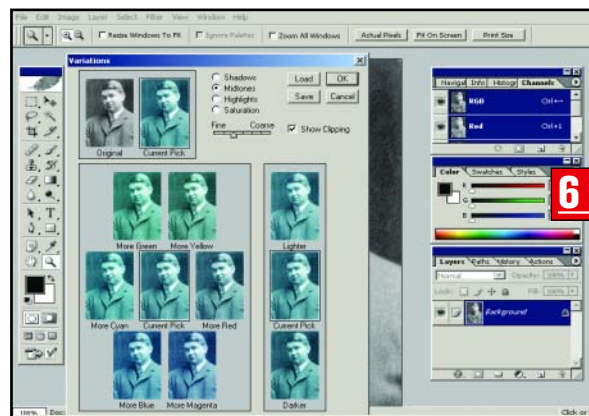 File Edit Image Layer Select Filter View Window Help
Resize Windows To Fit Ignore Palettes Zoom All Windows Actual Pixels Fit On Screen Print Size
Variations
Shadows
Midtones
Highlights
Saturation
Load OK
Save Cancel
Fine Coarse
Show Clipping
Original Current Pick
More Green More Yellow
Lighter
More Cyan Current Pick More Red
Current Pick
More Blue More Magenta
Darker
Navigat Info Histogr Channels
RGB
Red Ctrl+1
Color Swatches Styles
R
G
B
6
Layers Paths History Actions
Normal Opacity: 100%
Lock: Fill: 100%
Background
100% Doc
Click or